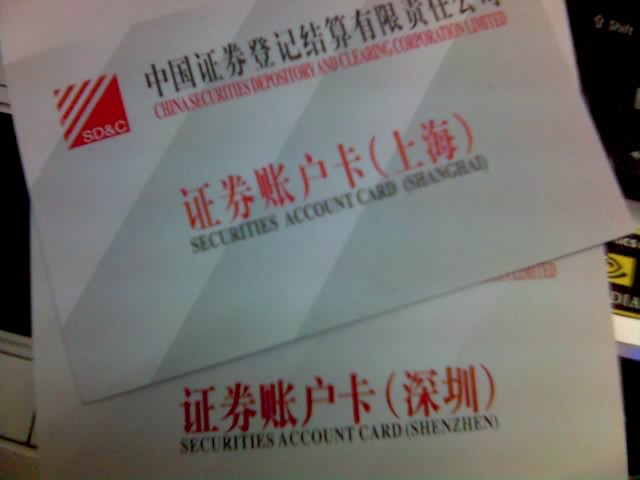 中国证券登记结算有限责任公司
CHINA SECURITIES DEPOSITORY AND CLEARING CORPORATION LIMITED
SD&C
证券账户卡（上海）
SECURITIES ACCOUNT CARD (SHANGHAI)
LIMITED
证券账户卡（深圳）
SECURITIES ACCOUNT CARD (SHENZHEN)
Shift